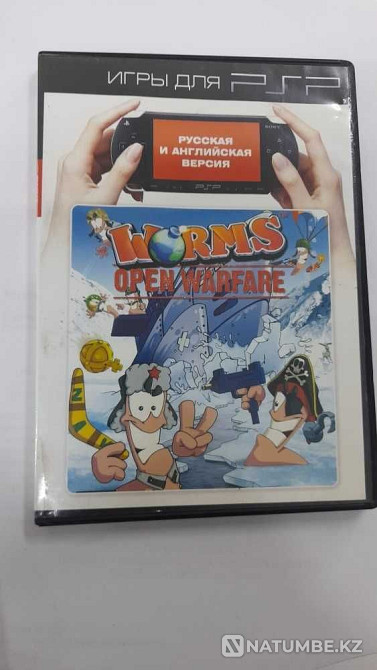 ИГРЫ ДЛЯ PSP
SONY
РУССКАЯ
И АНГЛИЙСКАЯ
ВЕРСИЯ
PSP
WORMS
OPEN WARFARE
NATUMBE.KZ